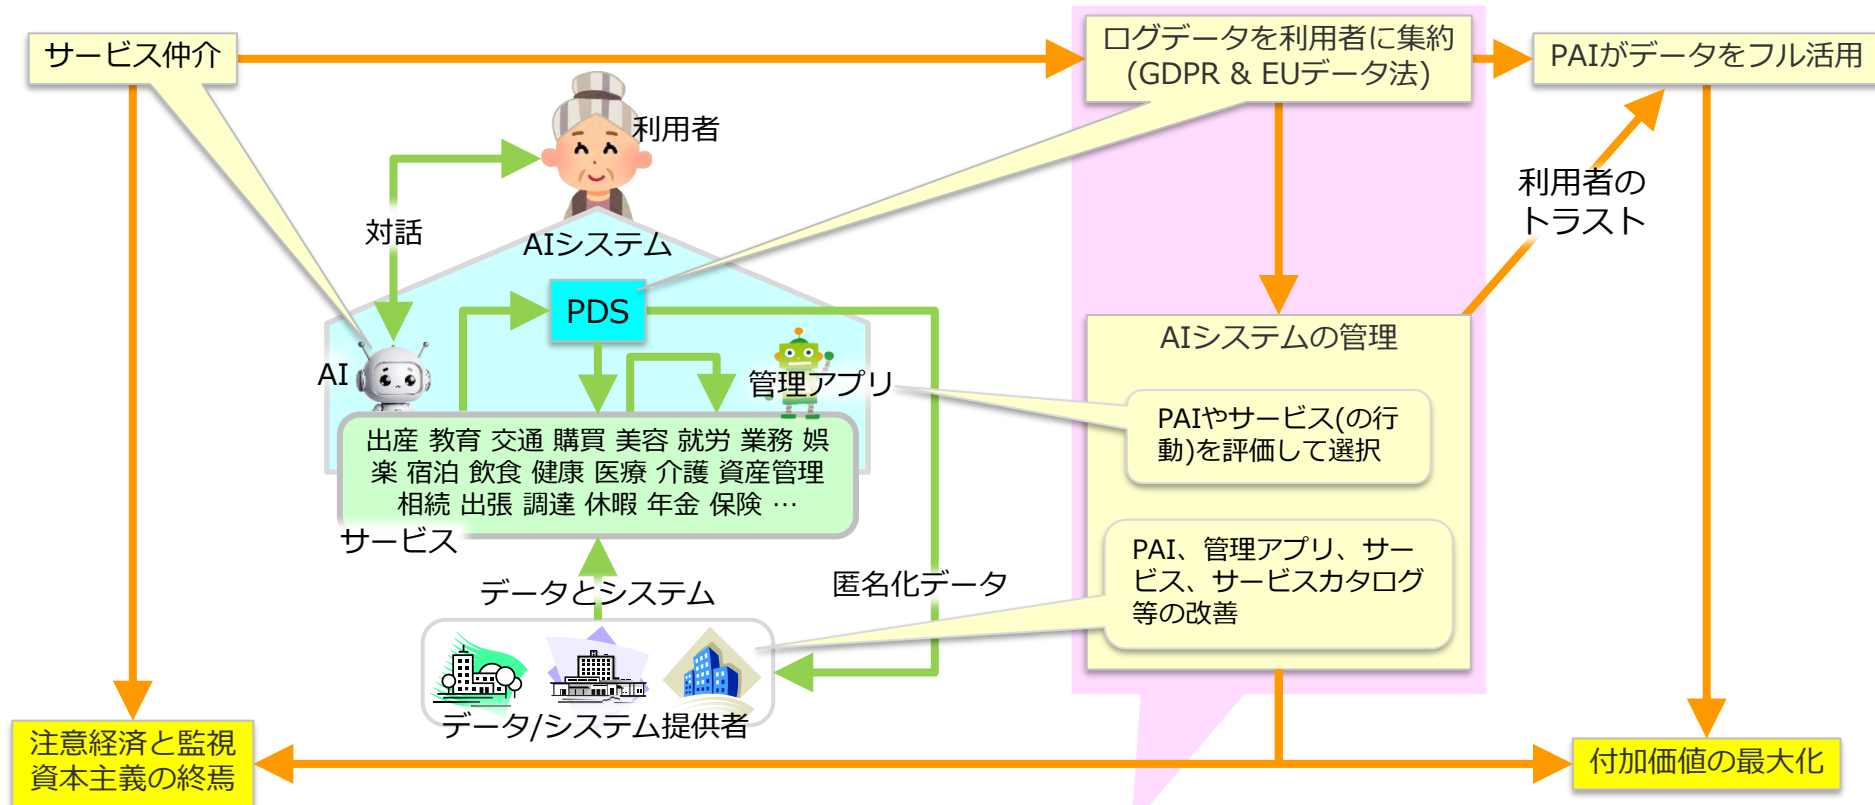 サービス仲介
ログデータを利用者に集約
(GDPR & EUデータ法)
PAIがデータをフル活用
利用者
対話
AIシステム
PDS
AI
管理アプリ
出産 教育 交通 購買 美容 就労 業務 娯
楽 宿泊 飲食 健康 医療 介護 資産管理
相続 出張 調達 休暇 年金 保険 …
サービス
データとシステム
匿名化データ
データ/システム提供者
利用者の
トラスト
AIシステムの管理
PAIやサービス(の行
動)を評価して選択
PAI、管理アプリ、サー
ビス、サービスカタログ
等の改善
注意経済と監視
資本主義の終焉
付加価値の最大化